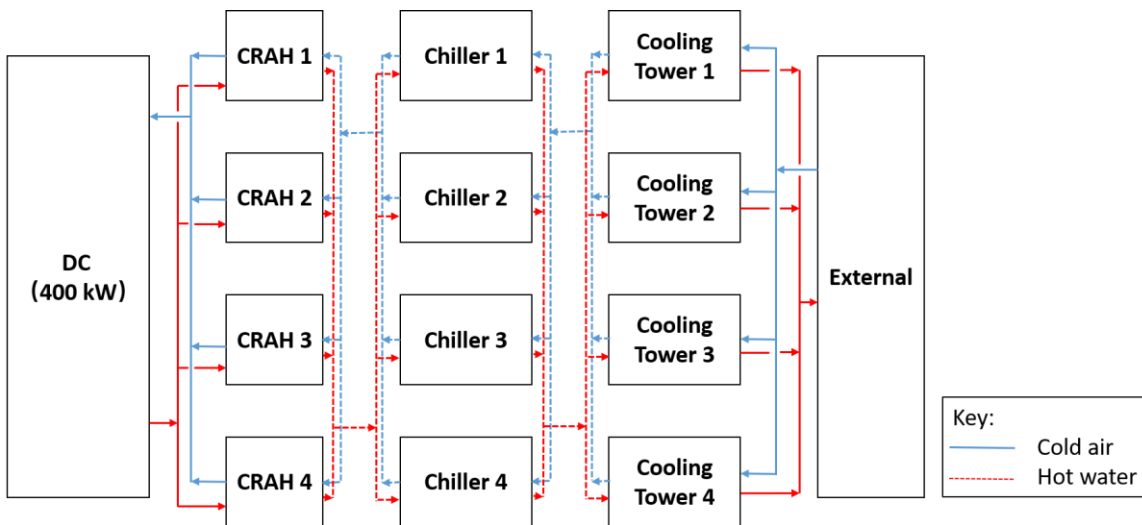 DC
(400 kW)
CRAH 1
CRAH 2
CRAH 3
CRAH 4
Chiller 1
Chiller 2
Chiller 3
Chiller 4
Cooling
Tower 1
Cooling
Tower 2
Cooling
Tower 3
Cooling
Tower 4
External
Key:
Cold air
Hot water